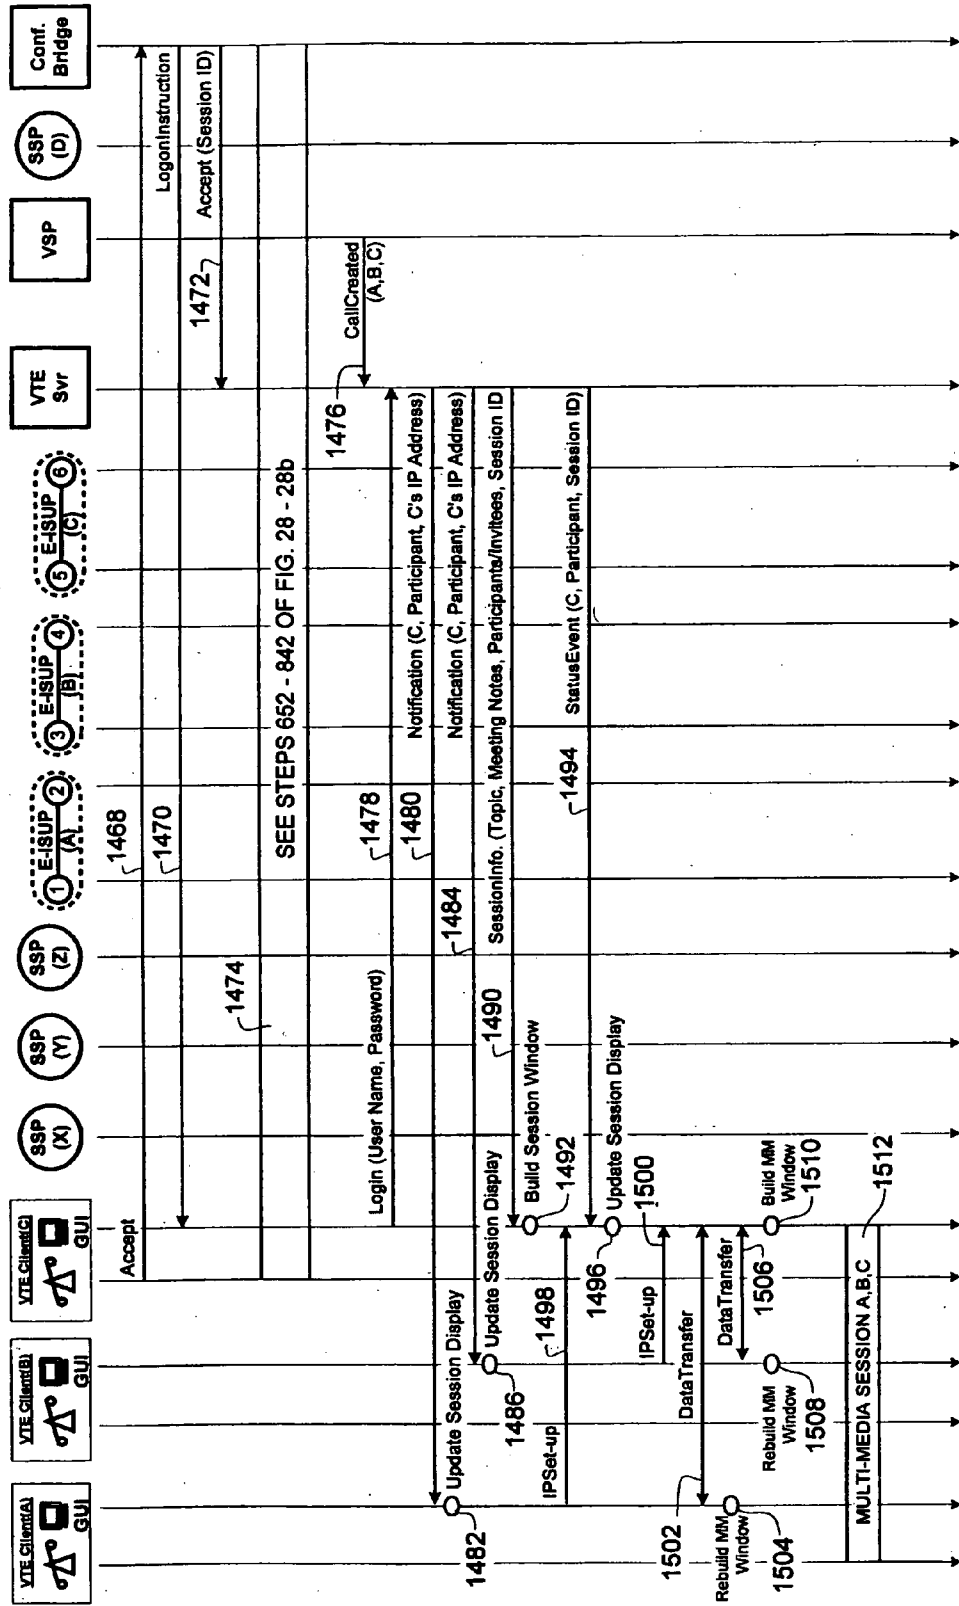 VTE Client(A)
GUI
VTE Client(B)
GUI
VTE Client(C)
GUI
SSP
(X)
SSP
(Y)
SSP
(Z)
1
E-ISUP
(A)
2
3
E-ISUP
(B)
4
5
E-ISUP
(C)
6
VTE
Svr
VSP
SSP
(D)
Conf.
Bridge
Accept
1468
LogonInstruction
1470
Accept (Session ID)
1472
1474
SEE STEPS 652 - 842 OF FIG. 28 - 28b
CallCreated
(A,B,C)
1476
Login (User Name, Password)
1478
Notification (C, Participant, C's IP Address)
1480
Update Session Display
1482
Notification (C, Participant, C's IP Address)
1484
Update Session Display
1486
SessionInfo. (Topic, Meeting Notes, Participants/Invitees, Session ID
1490
Build Session Window
1492
IPSet-up
1498
StatusEvent (C, Participant, Session ID)
1494
Update Session Display
1496
IPSet-up
1500
DataTransfer
1502
Rebuild MM
Window
1504
DataTransfer
1506
Rebuild MM
Window
1508
Build MM
Window
1510
MULTI-MEDIA SESSION A,B,C
1512